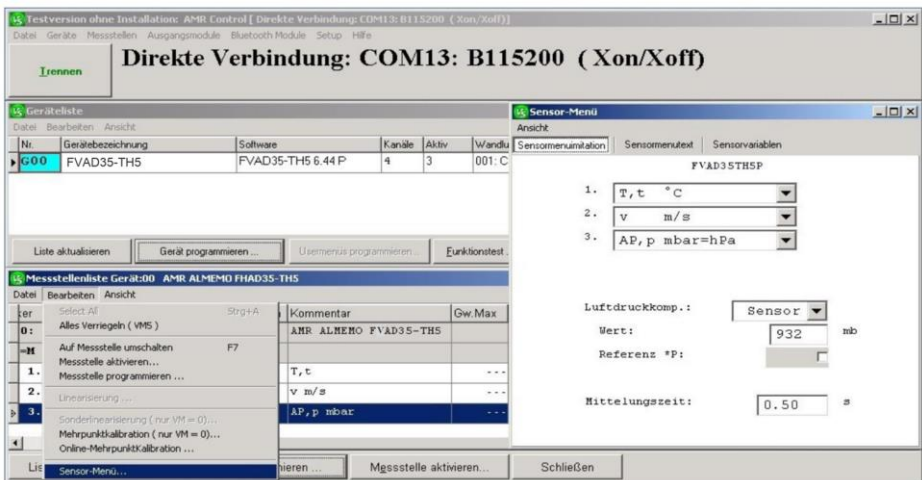 Testversion ohne Installation: AMR Control [ Direkte Verbindung: COM13: B115200 ( Xon/Xoff)]
Datei Geräte Messstellen Ausgangsmodule Bluetooth Module Setup Hilfe
Trennen
Direkte Verbindung: COM13: B115200 ( Xon/Xoff)
Geräteliste
Datei Bearbeiten Ansicht
Nr. Gerätebezeichnung Software Kanäle Aktiv Wandlu
G00 FVAD35-TH5 FVAD35-TH5 6.44 P 4 3 001: C
Liste aktualisieren Gerät programmieren ... Usermenüs programmieren... Funktionstest .
Messstellenliste Gerät:00 AMR ALMEMO FHAD35-TH5
Datei Bearbeiten Ansicht
ker Kommentar Gw.Max
0: AMR ALMEMO FVAD35-TH5
=M
1. T,t ---
2. v m/s ---
3. AP,p mbar ---
Select All Strg+A
Alles Verriegeln ( VM5 )
Auf Messstelle umschalten F7
Messstelle aktivieren...
Messstelle programmieren ...
Linearisierung ...
Sonderlinearisierung ( nur VM = 0)...
Mehrpunktkalibration ( nur VM = 0)...
Online-Mehrpunktkalibration ...
Sensor-Menü...
Lis ieren ... Messstelle aktivieren... Schließen
Sensor-Menü
Ansicht
Sensormenuimitation Sensormenutext Sensorvariablen
FVAD35TH5P
1. T,t °C
2. v m/s
3. AP,p mbar=hPa
Luftdruckkomp.: Sensor
Wert: 932 mb
Referenz *P:
Mittelungszeit: 0.50 s